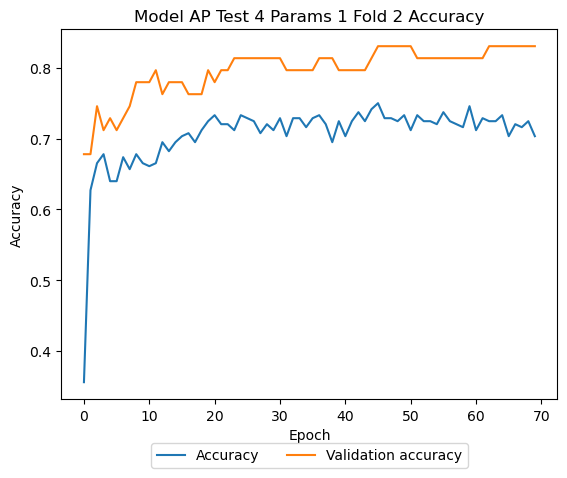 Model AP Test 4 Params 1 Fold 2 Accuracy
0.8
0.7
0.6
0.5
0.4
Accuracy
0 10 20 30 40 50 60 70
Epoch
Accuracy Validation accuracy